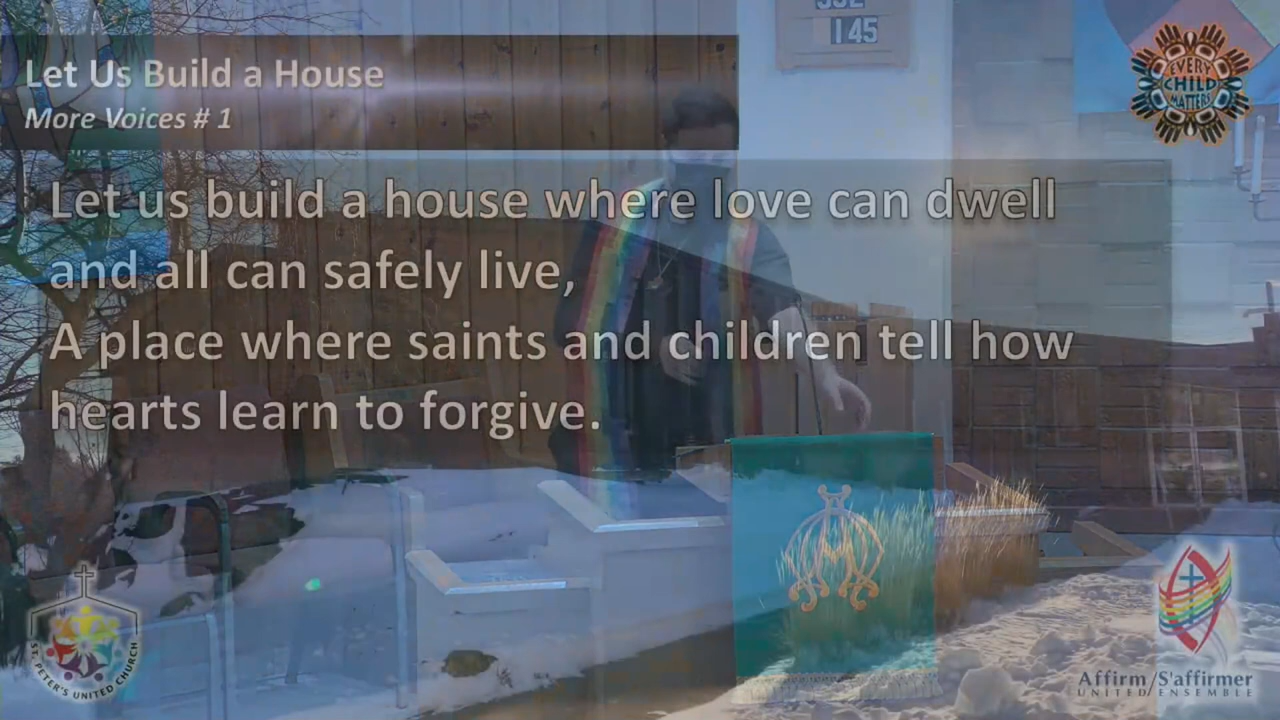 145
Let Us Build a House
More Voices # 1
EVERY
CHILD
MATTERS
Let us build a house where love can dwell
and all can safely live,
A place where saints and children tell how
hearts learn to forgive.
ST. PETER'S UNITED CHURCH
Affirm/S'affirmer
UNITED/ENSEMBLE